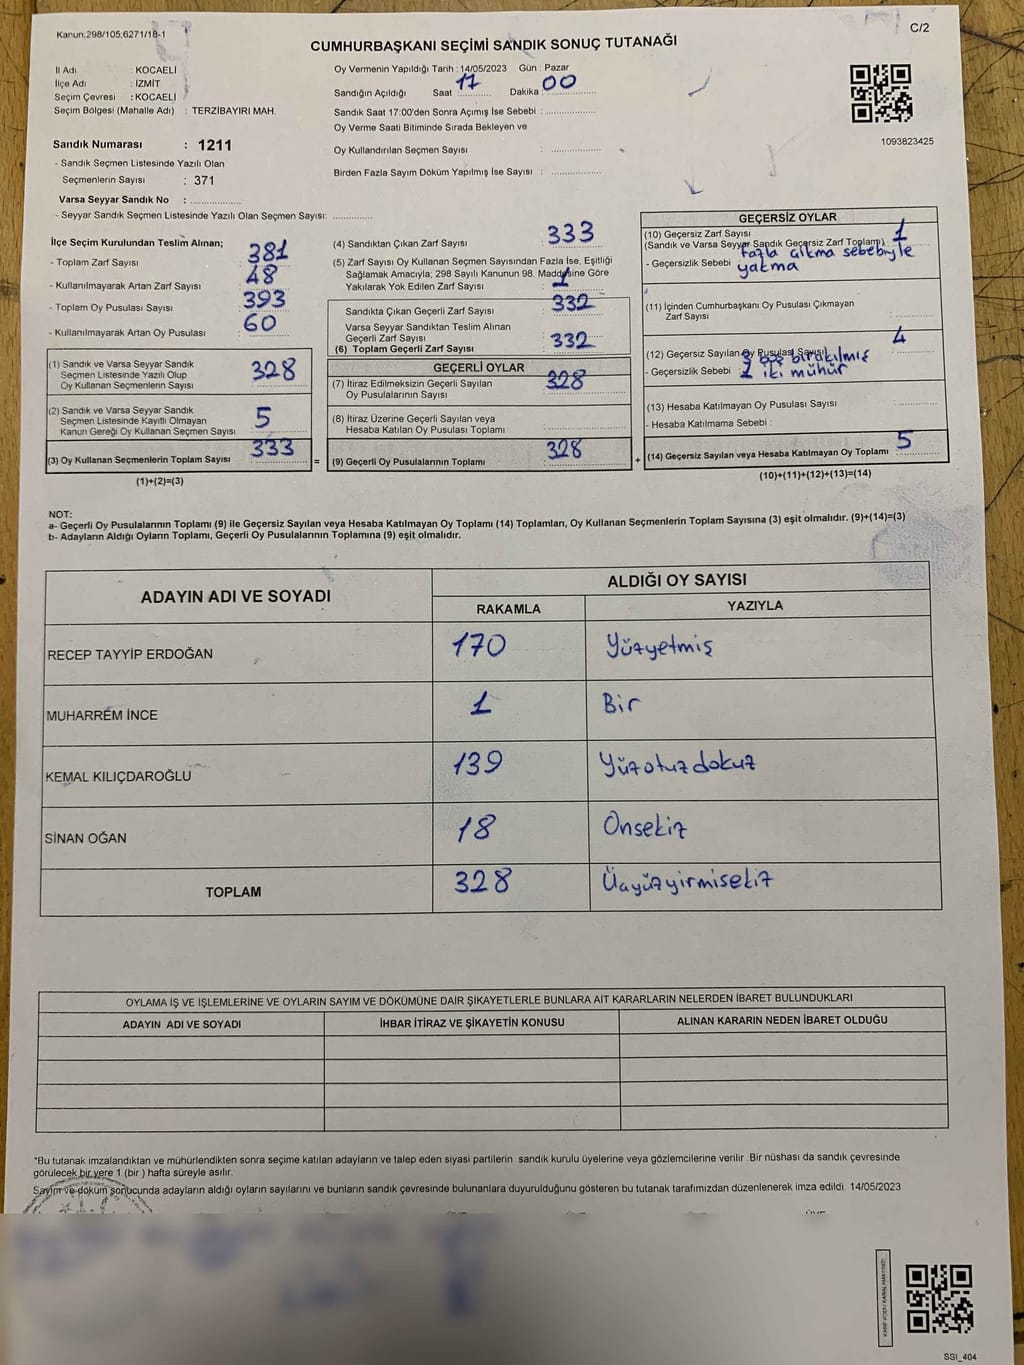 Kanun:298/105,6271/18-1
C/2
CUMHURBAŞKANI SEÇİMİ SANDIK SONUÇ TUTANAĞI
İl Adı : KOCAELİ
İlçe Adı : İZMİT
Seçim Çevresi : KOCAELİ
Seçim Bölgesi (Mahalle Adı) : TERZİBAYIRI MAH.
Oy Vermenin Yapıldığı Tarih : 14/05/2023 Gün : Pazar
Sandığın Açıldığı Saat 17 Dakika 00
Sandık Saat 17:00'den Sonra Açımış İse Sebebi :
Oy Verme Saati Bitiminde Sırada Bekleyen ve
Oy Kullandırılan Seçmen Sayısı :
Birden Fazla Sayım Döküm Yapılmış İse Sayısı :
1093823425
Sandık Numarası : 1211
- Sandık Seçmen Listesinde Yazılı Olan
Seçmenlerin Sayısı : 371
Varsa Seyyar Sandık No :
- Seyyar Sandık Seçmen Listesinde Yazılı Olan Seçmen Sayısı:
İlçe Seçim Kurulundan Teslim Alınan;
- Toplam Zarf Sayısı : 381
- Kullanılmayarak Artan Zarf Sayısı : 48
- Toplam Oy Pusulası Sayısı : 393
- Kullanılmayarak Artan Oy Pusulası : 60
(1) Sandık ve Varsa Seyyar Sandık
Seçmen Listesinde Yazılı Olup
Oy Kullanan Seçmenlerin Sayısı : 328
(2) Sandık ve Varsa Seyyar Sandık
Seçmen Listesinde Kayıtlı Olmayan
Kanun Gereği Oy Kullanan Seçmen Sayısı : 5
(3) Oy Kullanan Seçmenlerin Toplam Sayısı : 333
(1)+(2)=(3)
=
(4) Sandıktan Çıkan Zarf Sayısı : 333
(5) Zarf Sayısı Oy Kullanan Seçmen Sayısından Fazla İse, Eşitliği
Sağlamak Amacıyla; 298 Sayılı Kanunun 98. Maddesine Göre
Yakılarak Yok Edilen Zarf Sayısı : 1
Sandıkta Çıkan Geçerli Zarf Sayısı : 332
Varsa Seyyar Sandıktan Teslim Alınan
Geçerli Zarf Sayısı :
(6) Toplam Geçerli Zarf Sayısı : 332
GEÇERLİ OYLAR
(7) İtiraz Edilmeksizin Geçerli Sayılan
Oy Pusulalarının Sayısı : 328
(8) İtiraz Üzerine Geçerli Sayılan veya
Hesaba Katılan Oy Pusulası Toplamı :
(9) Geçerli Oy Pusulalarının Toplamı : 328
+
GEÇERSİZ OYLAR
(10) Geçersiz Zarf Sayısı
(Sandık ve Varsa Seyyar Sandık Geçersiz Zarf Toplamı) : 1
- Geçersizlik Sebebi : fazla çıkma sebebiyle
yakma
(11) İçinden Cumhurbaşkanı Oy Pusulası Çıkmayan
Zarf Sayısı :
(12) Geçersiz Sayılan Oy Pusulası Sayısı : 4
- Geçersizlik Sebebi : boş bırakılmış
iki mühür
(13) Hesaba Katılmayan Oy Pusulası Sayısı :
- Hesaba Katılmama Sebebi :
(14) Geçersiz Sayılan veya Hesaba Katılmayan Oy Toplamı : 5
(10)+(11)+(12)+(13)=(14)
NOT:
a- Geçerli Oy Pusulalarının Toplamı (9) ile Geçersiz Sayılan veya Hesaba Katılmayan Oy Toplamı (14) Toplamları, Oy Kullanan Seçmenlerin Toplam Sayısına (3) eşit olmalıdır. (9)+(14)=(3)
b- Adayların Aldığı Oyların Toplamı, Geçerli Oy Pusulalarının Toplamına (9) eşit olmalıdır.
ADAYIN ADI VE SOYADI ALDIĞI OY SAYISI
RAKAMLA YAZIYLA
RECEP TAYYİP ERDOĞAN 170 Yüzyetmiş
MUHARREM İNCE 1 Bir
KEMAL KILIÇDAROĞLU 139 Yüzotuzdokuz
SİNAN OĞAN 18 Onsekiz
TOPLAM 328 Üçyüzyirmisekiz
OYLAMA İŞ VE İŞLEMLERİNE VE OYLARIN SAYIM VE DÖKÜMÜNE DAİR ŞİKAYETLERLE BUNLARA AİT KARARLARIN NELERDEN İBARET BULUNDUKLARI
ADAYIN ADI VE SOYADI İHBAR İTİRAZ VE ŞİKAYETİN KONUSU ALINAN KARARIN NEDEN İBARET OLDUĞU
*Bu tutanak imzalandıktan ve mühürlendikten sonra seçime katılan adayların ve talep eden siyasi partilerin sandık kurulu üyelerine veya gözlemcilerine verilir .Bir nüshası da sandık çevresinde
görülecek bir yere 1 (bir ) hafta süreyle asılır.
Sayım ve döküm sonucunda adayların aldığı oyların sayılarını ve bunların sandık çevresinde bulunanlara duyurulduğunu gösteren bu tutanak tarafımızdan düzenlenerek imza edildi. 14/05/2023
SSİ_404